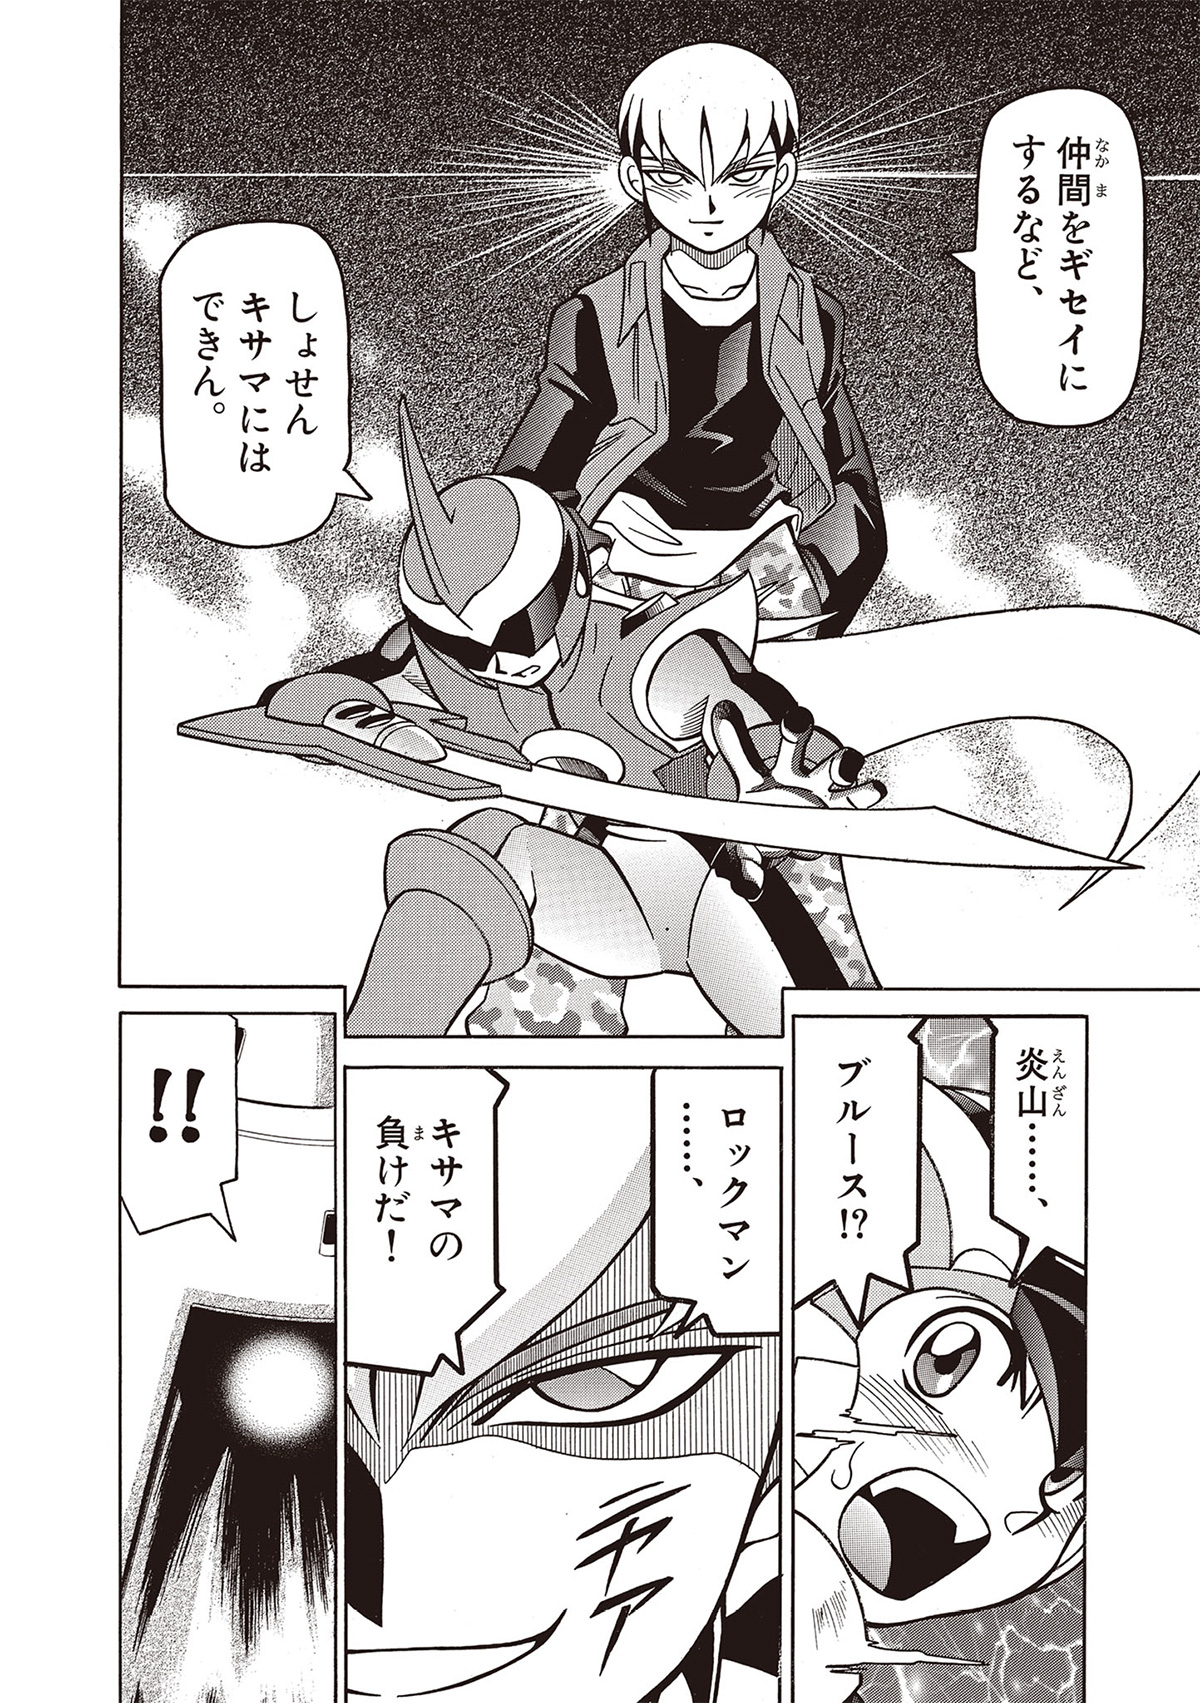 仲間をギセイに
するなど、
しょせん
キサマには
できん。
炎山……、
ブルース!?
ロックマン
……、
キサマの
負けだ!
ニヤァ
!!